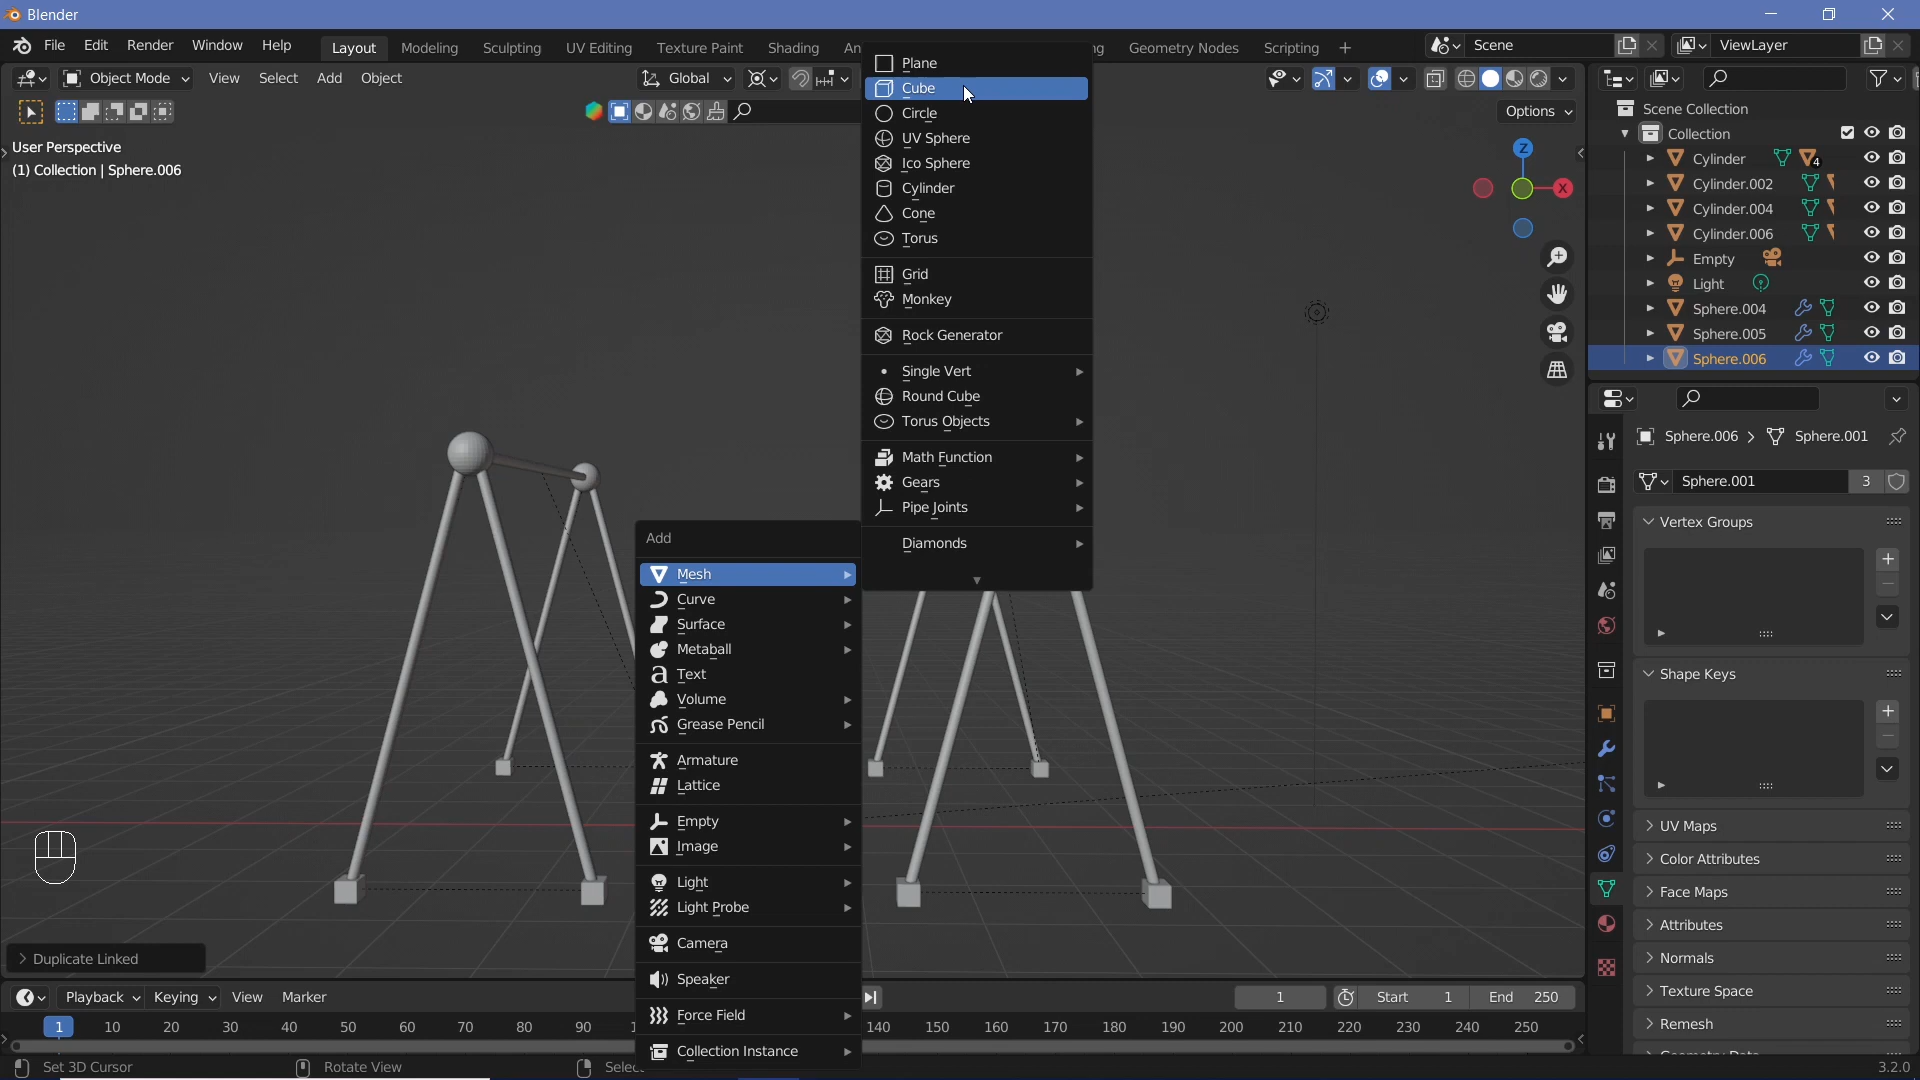 Blender
File Edit Render Window Help Layout Modeling Sculpting UV Editing Texture Paint Shading An ng Geometry Nodes Scripting + Scene ViewLayer
Object Mode View Select Add Object Global
Options
User Perspective
(1) Collection | Sphere.006
Z
X
Plane
Cube
Circle
UV Sphere
Ico Sphere
Cylinder
Cone
Torus
Grid
Monkey
Rock Generator
Single Vert
Round Cube
Torus Objects
Math Function
Gears
Pipe Joints
Diamonds
Add
Mesh
Curve
Surface
Metaball
Text
Volume
Grease Pencil
Armature
Lattice
Empty
Image
Light
Light Probe
Camera
Speaker
Force Field
Collection Instance
Scene Collection
Collection
Cylinder 4
Cylinder.002
Cylinder.004
Cylinder.006
Empty
Light
Sphere.004
Sphere.005
Sphere.006
Sphere.006 > Sphere.001
Sphere.001 3
Vertex Groups
Shape Keys
UV Maps
Color Attributes
Face Maps
Attributes
Normals
Texture Space
Remesh
Geometry Data
Duplicate Linked
Playback Keying View Marker 1 Start 1 End 250
1 10 20 30 40 50 60 70 80 90 1 140 150 160 170 180 190 200 210 220 230 240 250
Set 3D Cursor Rotate View Select 3.2.0